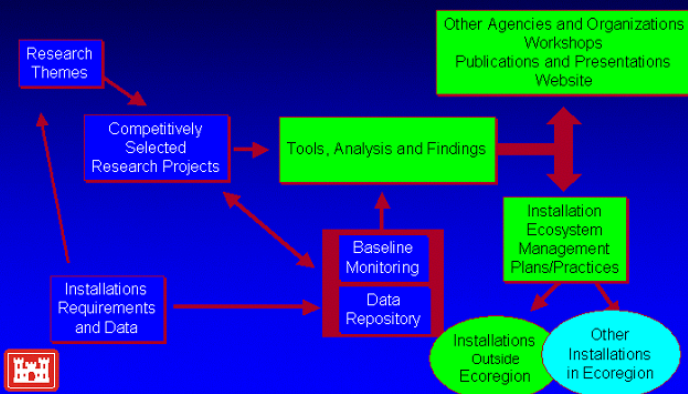 Research
Themes
Competitively
Selected
Research Projects
Installations
Requirements
and Data
Tools, Analysis and Findings
Baseline
Monitoring
Data
Repository
Other Agencies and Organizations
Workshops
Publications and Presentations
Website
Installation
Ecosystem
Management
Plans/Practices
Installations
Outside
Ecoregion
Other
Installations
in Ecoregion